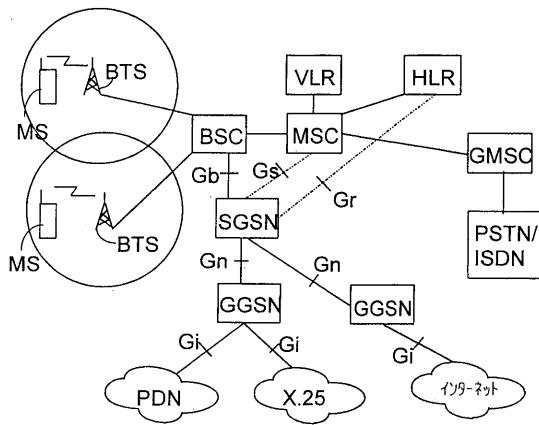 BTS
VLR
HLR
MS
BSC
MSC
GMSC
Gb
Gs
Gr
SGSN
PSTN/
ISDN
MS
BTS
Gn
Gn
GGSN
GGSN
Gi
Gi
Gi
PDN
X.25
インターネット